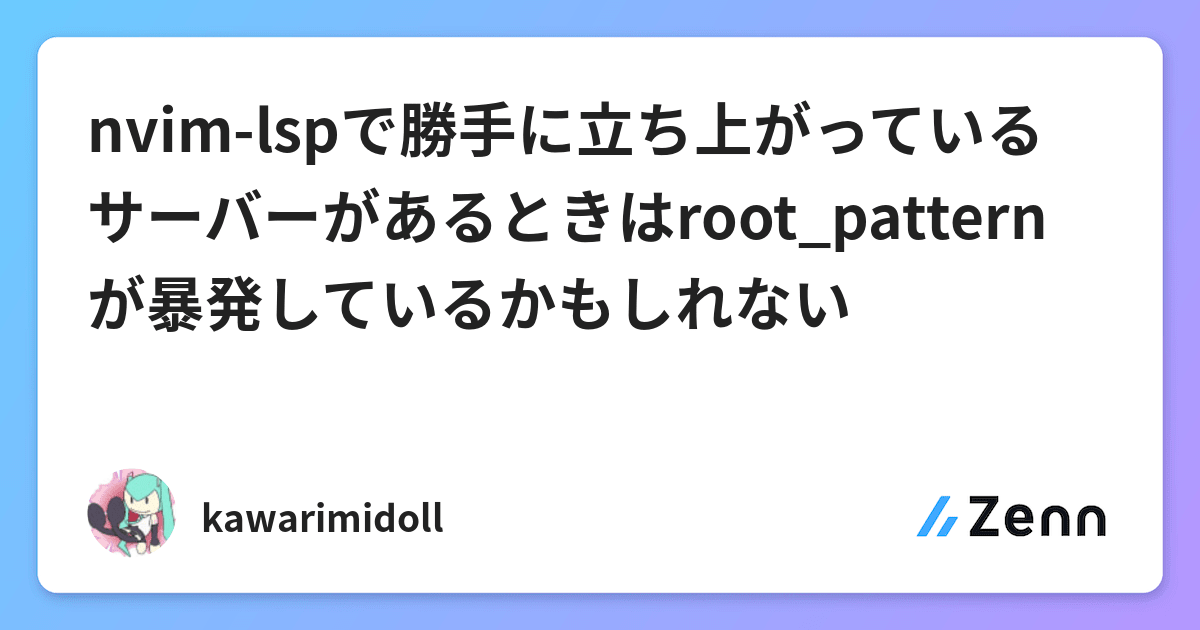 nvim-lspで勝手に立ち上がっている
サーバーがあるときはroot_pattern
が暴発しているかもしれない
kawarimidoll
Zenn